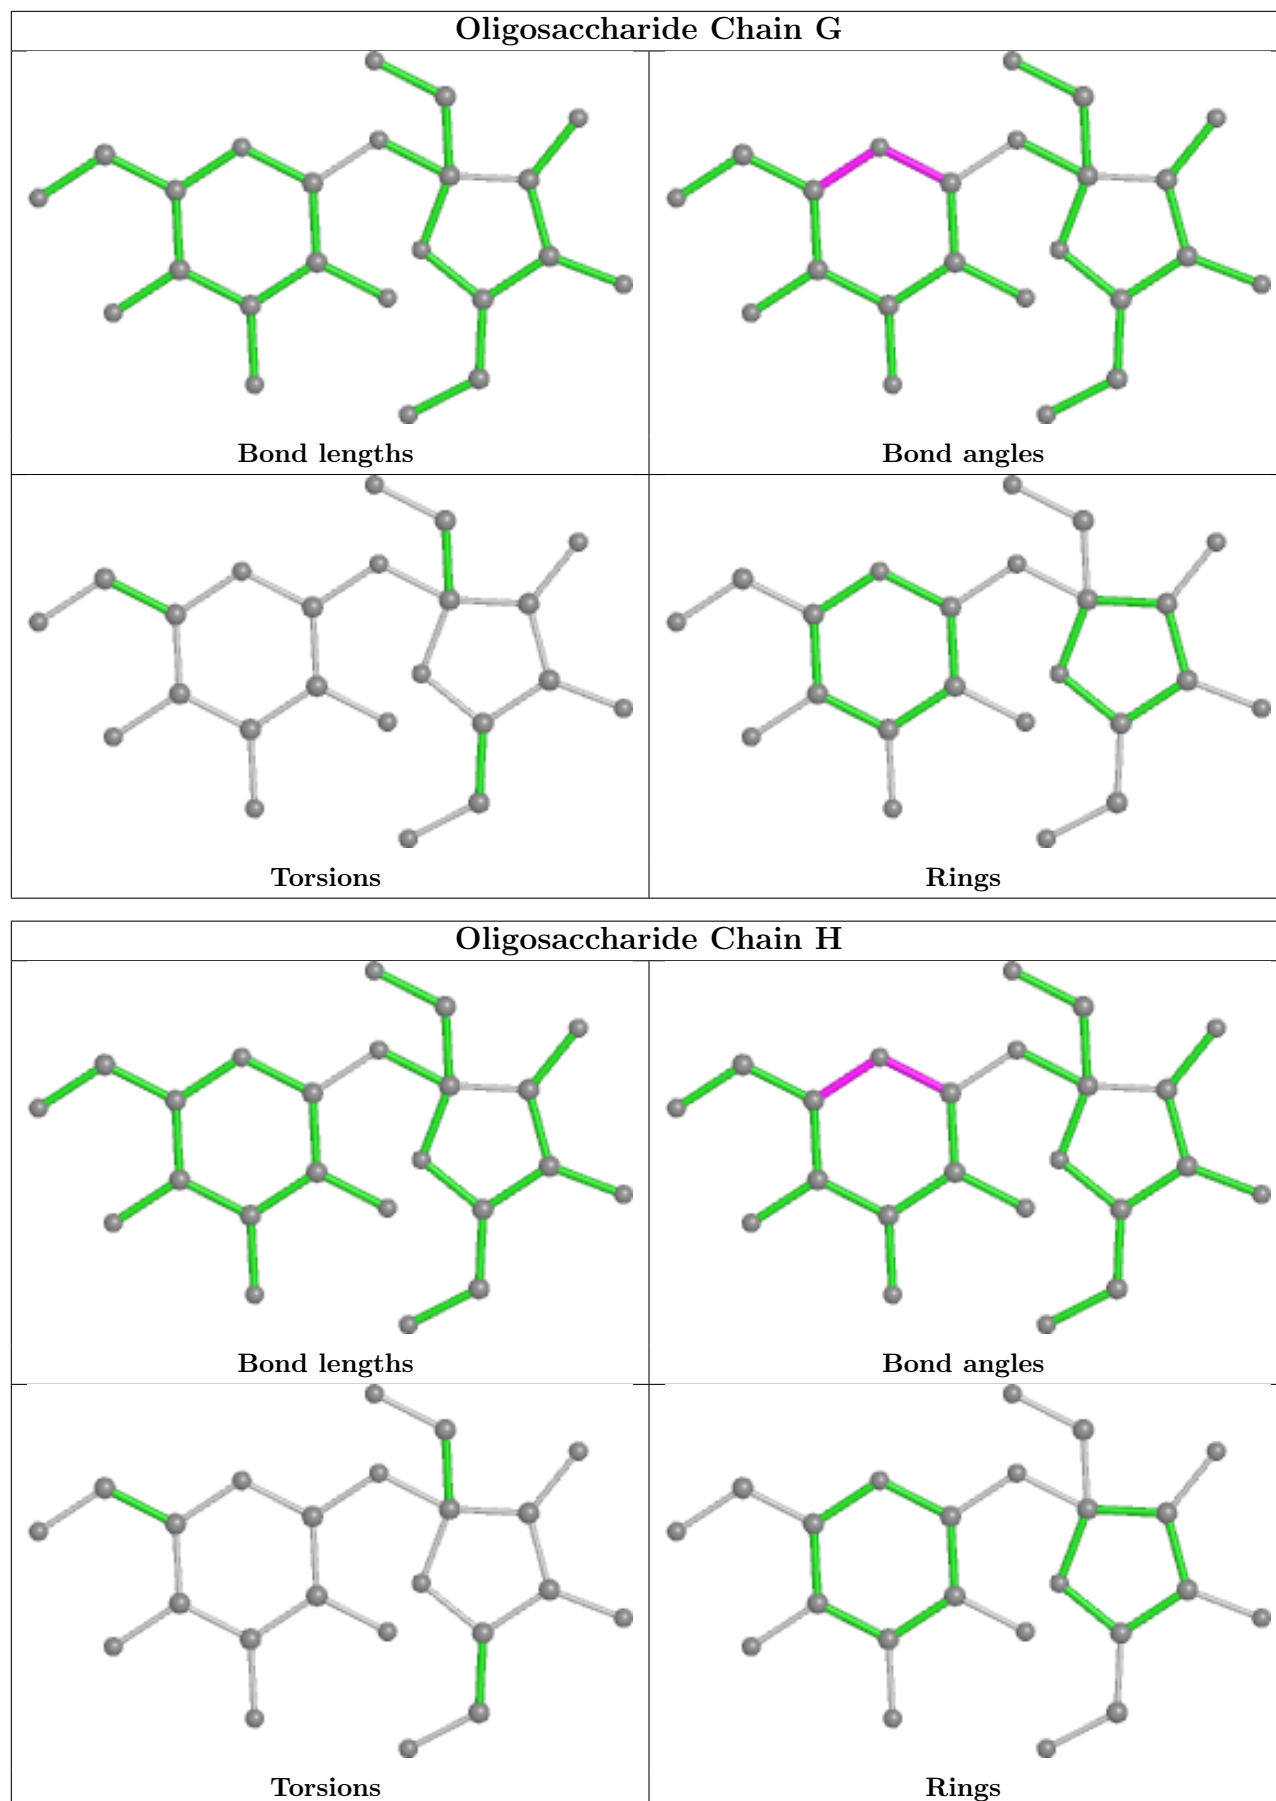 Oligosaccharide Chain G
Bond lengths
Bond angles
Torsions
Rings
Oligosaccharide Chain H
Bond lengths
Bond angles
Torsions
Rings